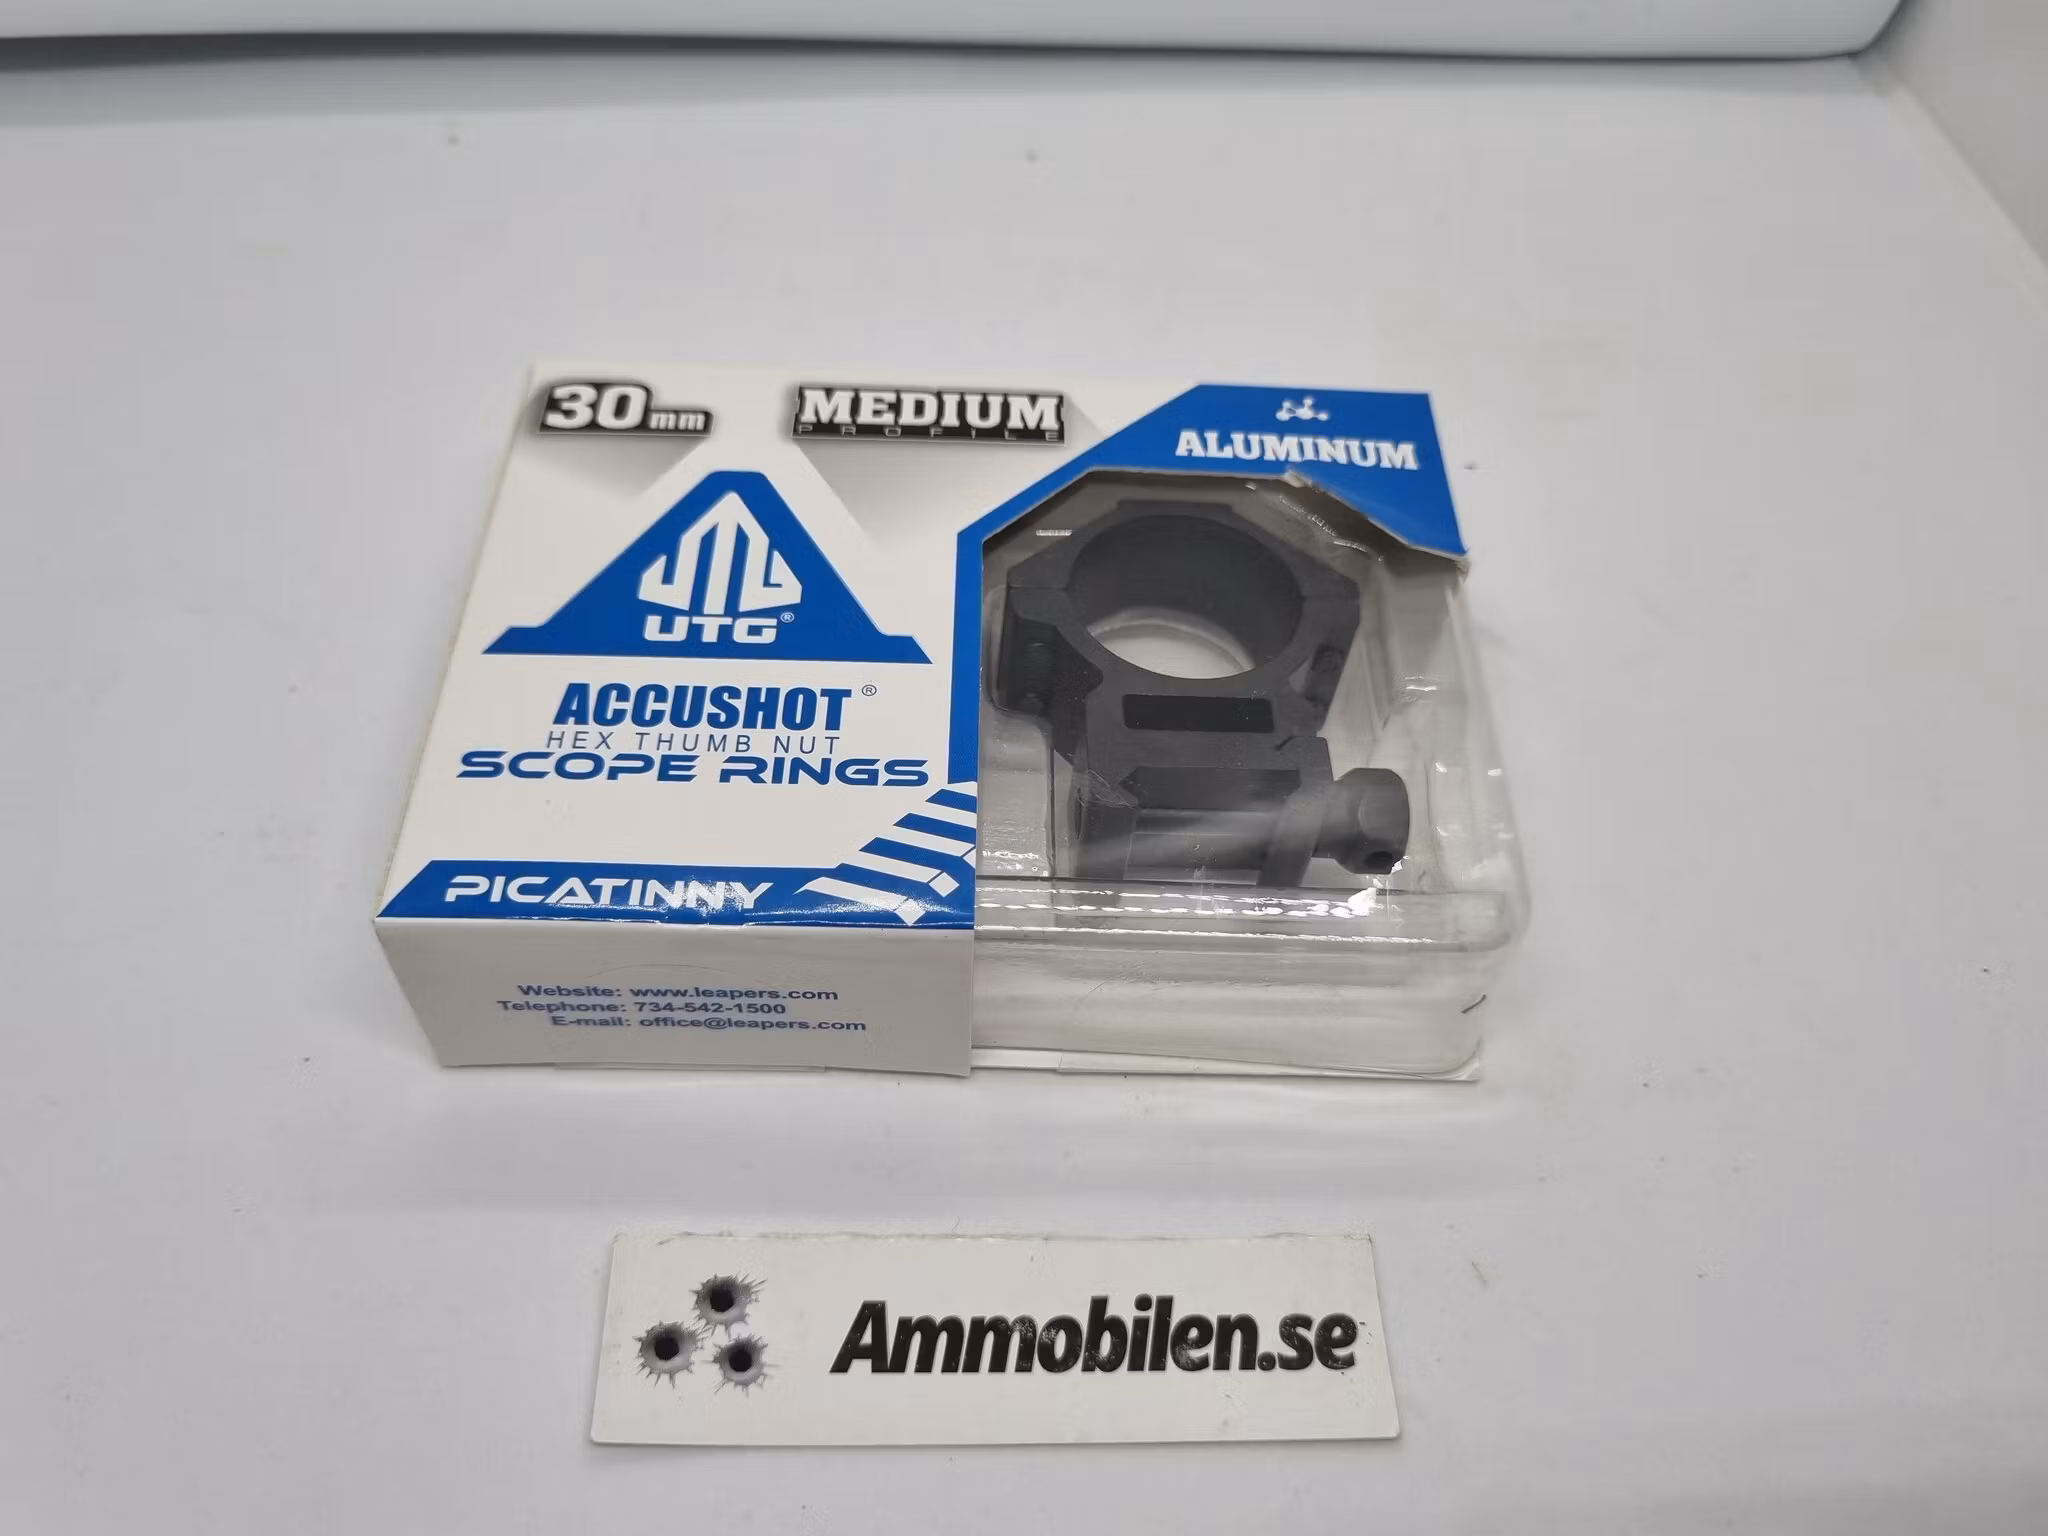 30mm
MEDIUM
PROFILE
ALUMINUM
UTG®
ACCUSHOT®
HEX THUMB NUT
SCOPE RINGS
PICATINNY
Website: www.leapers.com
Telephone: 734-542-1500
E-mail: office@leapers.com
Ammobilen.se